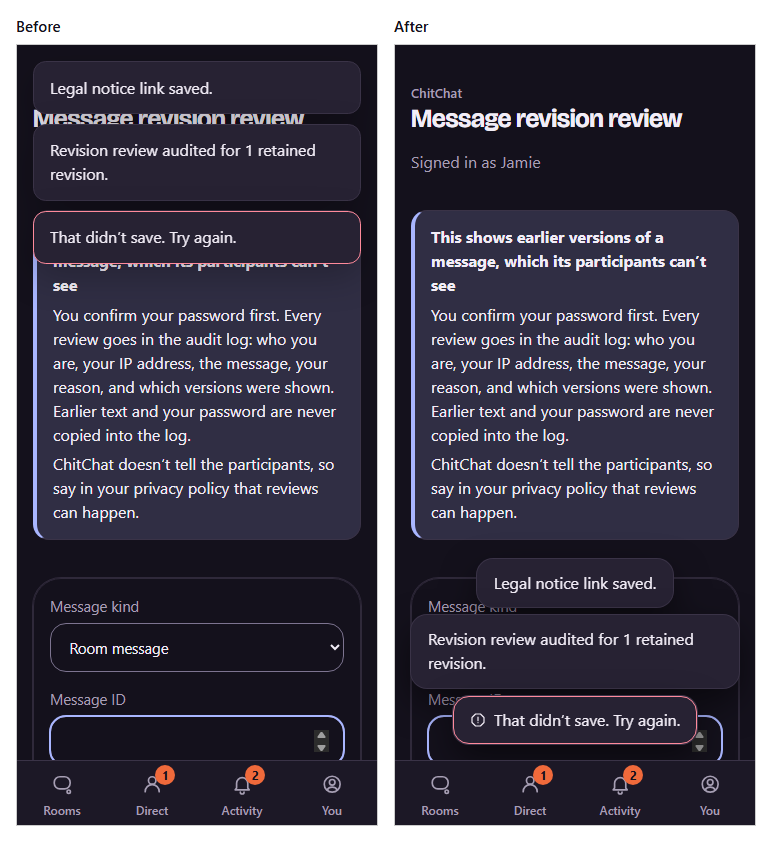 Before
Legal notice link saved.
Message revision review
Revision review audited for 1 retained
revision.
That didn't save. Try again.
message, which its participants can't
see
You confirm your password first. Every
review goes in the audit log: who you
are, your IP address, the message, your
reason, and which versions were shown.
Earlier text and your password are never
copied into the log.
ChitChat doesn't tell the participants, so
say in your privacy policy that reviews
can happen.
Message kind
Room message
Message ID
Rooms
1
Direct
2
Activity
You
After
ChitChat
Message revision review
Signed in as Jamie
This shows earlier versions of a
message, which its participants can't
see
You confirm your password first. Every
review goes in the audit log: who you
are, your IP address, the message, your
reason, and which versions were shown.
Earlier text and your password are never
copied into the log.
ChitChat doesn't tell the participants, so
say in your privacy policy that reviews
can happen.
Legal notice link saved.
Message kind
Revision review audited for 1 retained
revision.
That didn't save. Try again.
Rooms
1
Direct
2
Activity
You